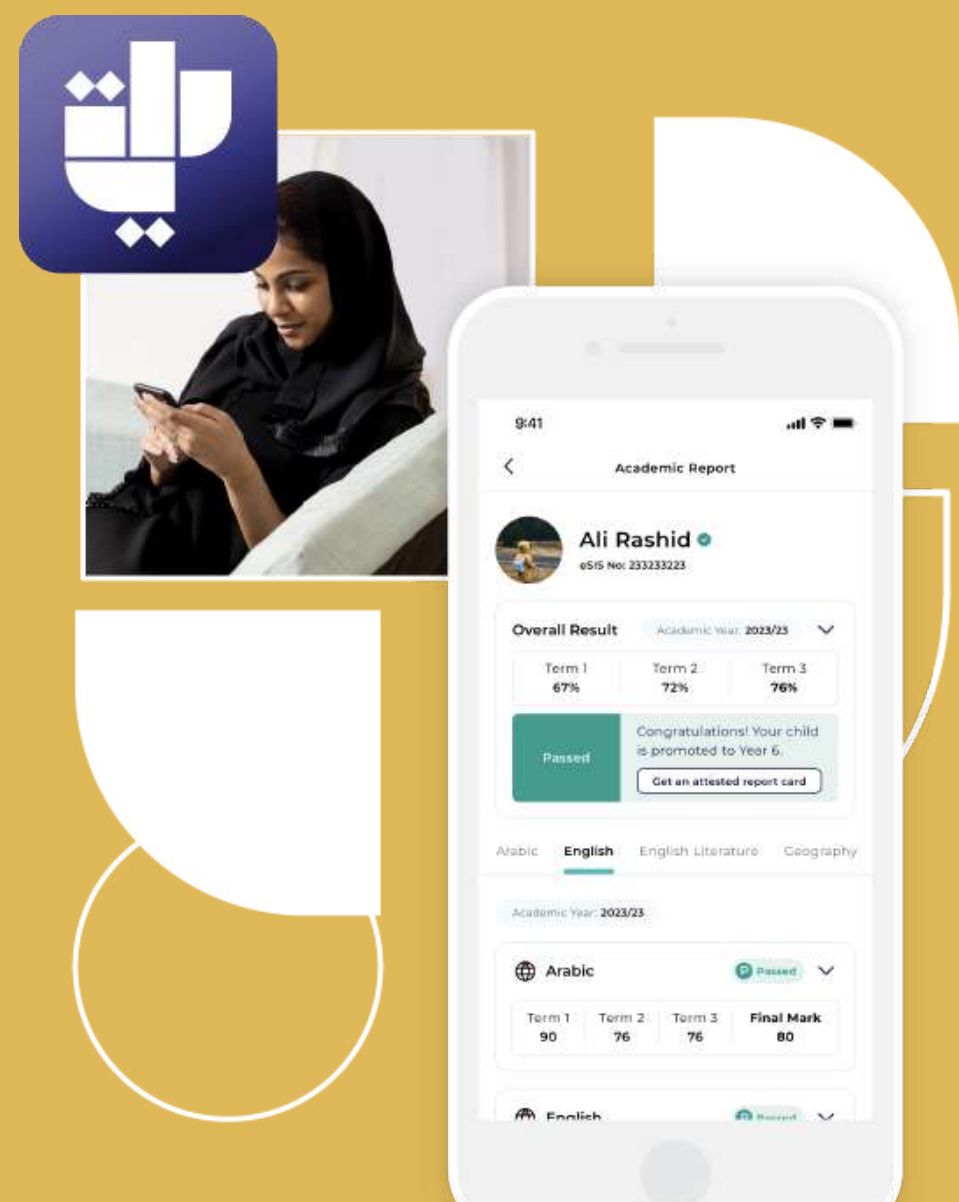 9:41
Academic Report
Ali Rashid
eSIS No: 233233223
Overall Result
Academic Year: 2023/23
Term 1
Term 2
Term 3
67%
72%
76%
Passed
Congratulations! Your child
is promoted to Year 6.
Get an attested report card
Arabic English English Literature Geography
Academic Year: 2023/23
Arabic
P Passed
Term 1
Term 2
Term 3
Final Mark
90
76
76
80
English
P Passed